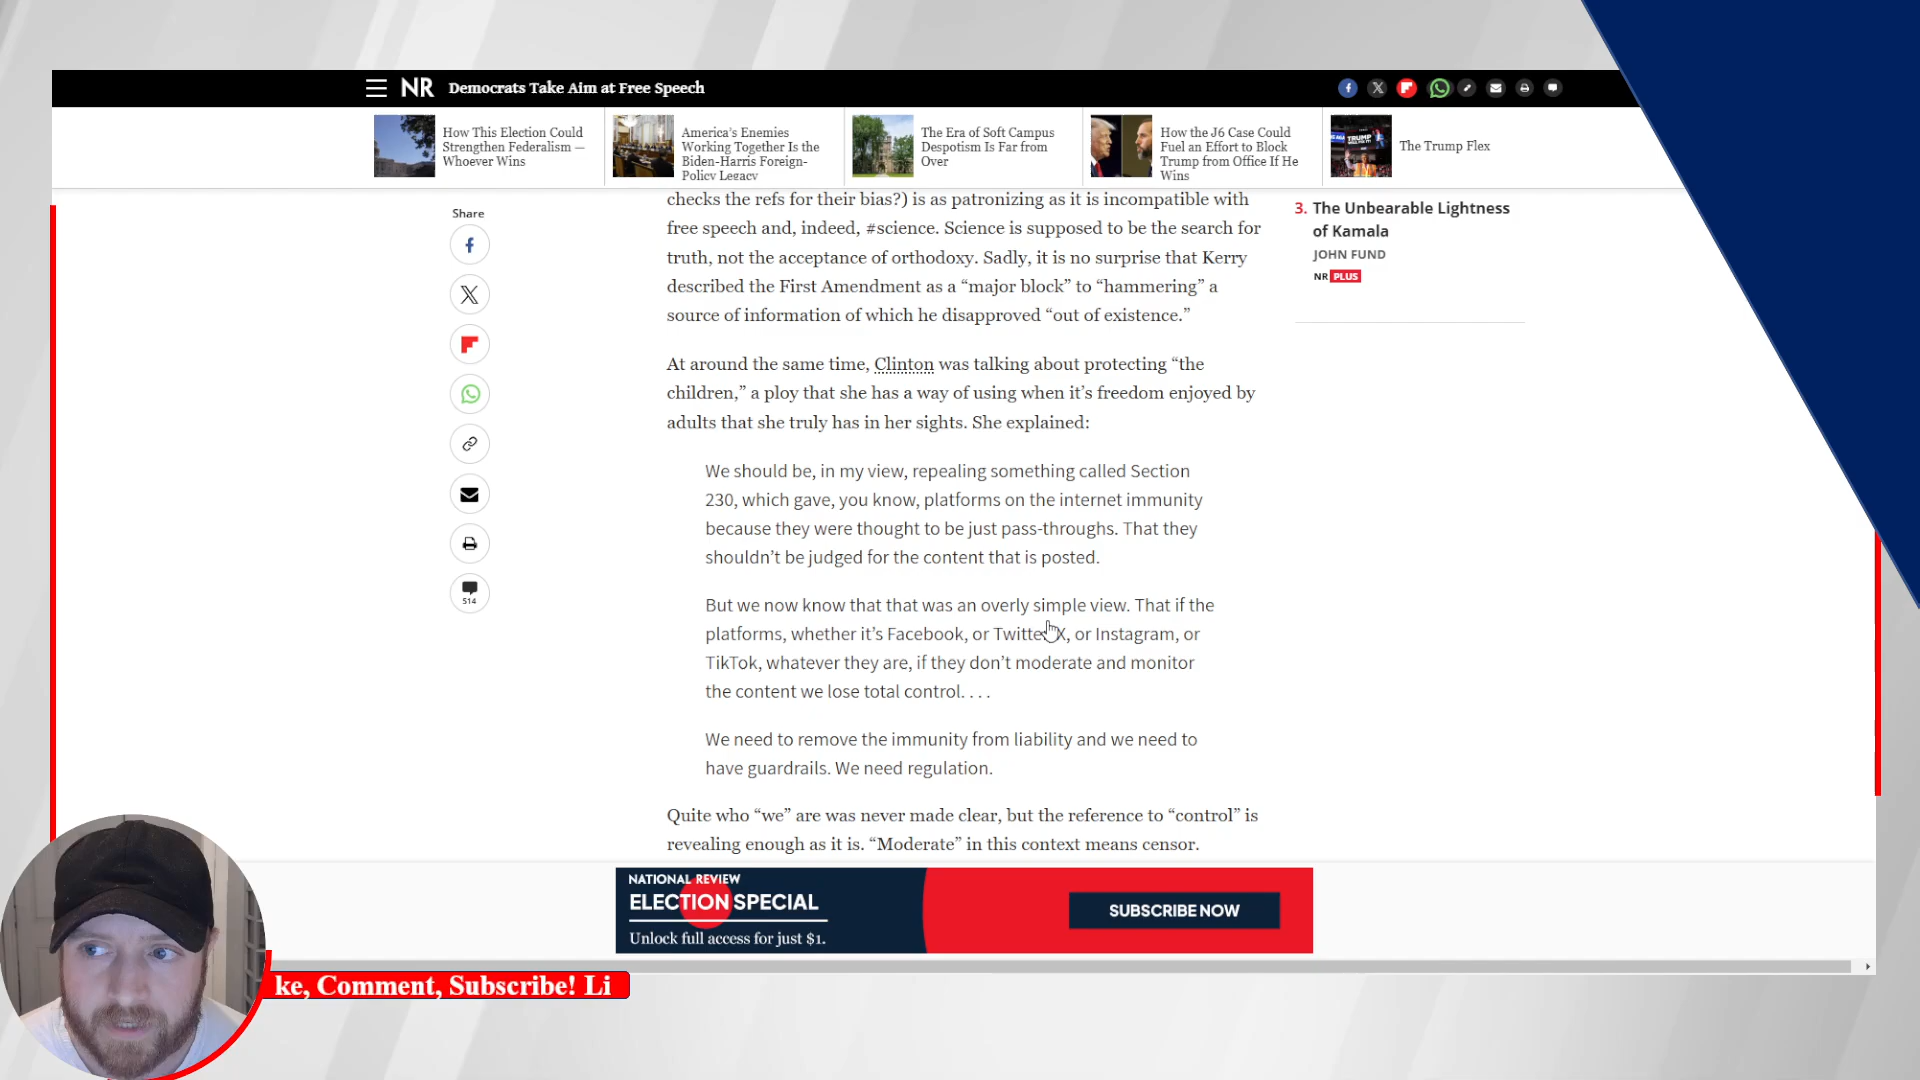 NR Democrats Take Aim at Free Speech
How This Election Could
Strengthen Federalism —
Whoever Wins
America's Enemies
Working Together Is the
Biden-Harris Foreign-
Policy Legacy
The Era of Soft Campus
Despotism Is Far from
Over
How the J6 Case Could
Fuel an Effort to Block
Trump from Office If He
Wins
The Trump Flex
Share
514
checks the refs for their bias?) is as patronizing as it is incompatible with
free speech and, indeed, #science. Science is supposed to be the search for
truth, not the acceptance of orthodoxy. Sadly, it is no surprise that Kerry
described the First Amendment as a “major block” to “hammering” a
source of information of which he disapproved “out of existence.”
At around the same time, Clinton was talking about protecting “the
children,” a ploy that she has a way of using when it’s freedom enjoyed by
adults that she truly has in her sights. She explained:
We should be, in my view, repealing something called Section
230, which gave, you know, platforms on the internet immunity
because they were thought to be just pass-throughs. That they
shouldn’t be judged for the content that is posted.
But we now know that that was an overly simple view. That if the
platforms, whether it’s Facebook, or Twitter/X, or Instagram, or
TikTok, whatever they are, if they don’t moderate and monitor
the content we lose total control. . . .
We need to remove the immunity from liability and we need to
have guardrails. We need regulation.
Quite who “we” are was never made clear, but the reference to “control” is
revealing enough as it is. “Moderate” in this context means censor.
3. The Unbearable Lightness
of Kamala
JOHN FUND
NR PLUS
NATIONAL REVIEW
ELECTION SPECIAL
Unlock full access for just $1.
SUBSCRIBE NOW
ke, Comment, Subscribe! Li